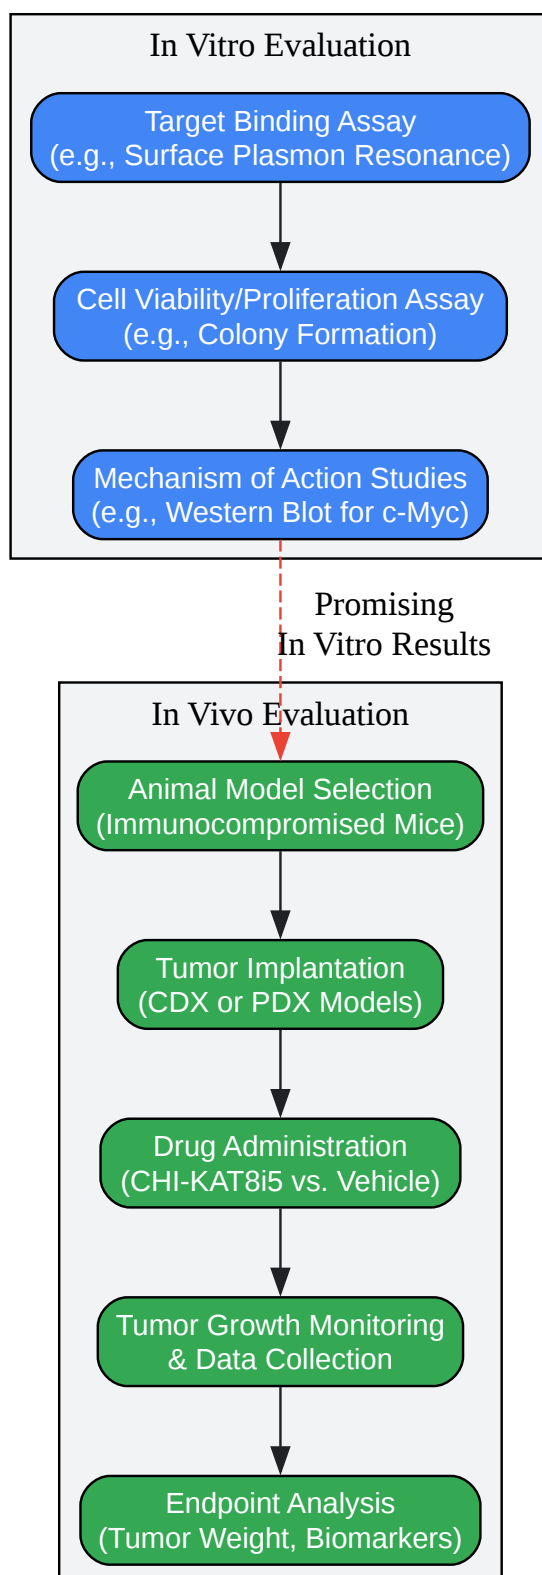 In Vitro Evaluation
Target Binding Assay
(e.g., Surface Plasmon Resonance)
Cell Viability/Proliferation Assay
(e.g., Colony Formation)
Mechanism of Action Studies
(e.g., Western Blot for c-Myc)
Promising
In Vitro Results
In Vivo Evaluation
Animal Model Selection
(Immunocompromised Mice)
Tumor Implantation
(CDX or PDX Models)
Drug Administration
(CHI-KAT8i5 vs. Vehicle)
Tumor Growth Monitoring
& Data Collection
Endpoint Analysis
(Tumor Weight, Biomarkers)